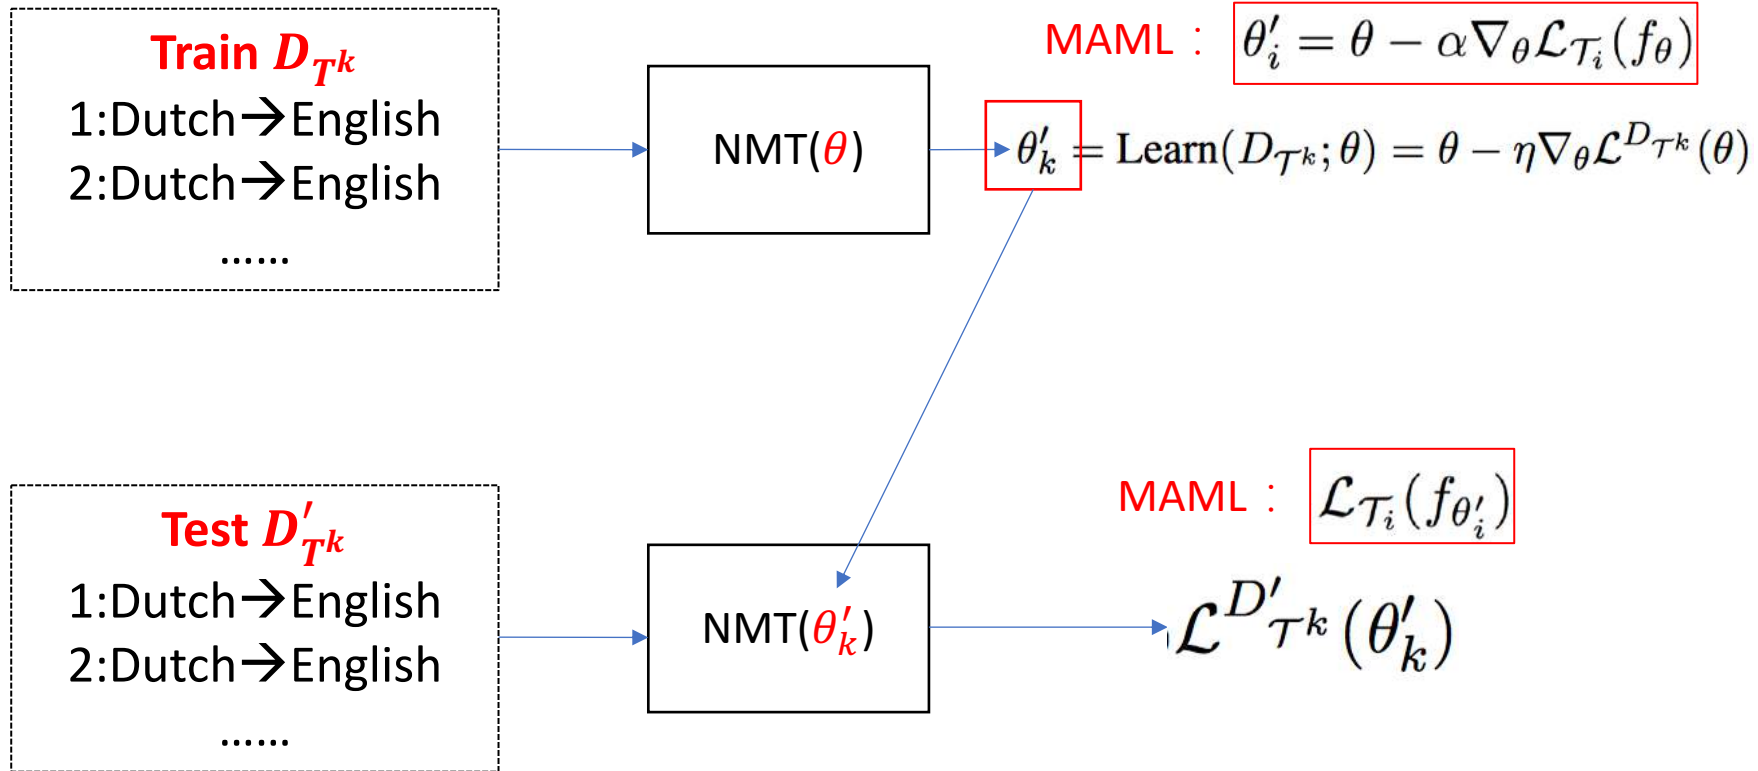 Train D_{T^k}
1:Dutch→English
2:Dutch→English
......
NMT(θ)
MAML：
θ'_i = θ − α∇_θ ℒ_{𝒯_i}(f_θ)
θ'_k = Learn(D_{𝒯^k}; θ) = θ − η∇_θ ℒ^{D_{𝒯^k}}(θ)
Test D'_{T^k}
1:Dutch→English
2:Dutch→English
......
NMT(θ'_k)
MAML：
ℒ_{𝒯_i}(f_{θ'_i})
ℒ^{D'_{𝒯^k}}(θ'_k)